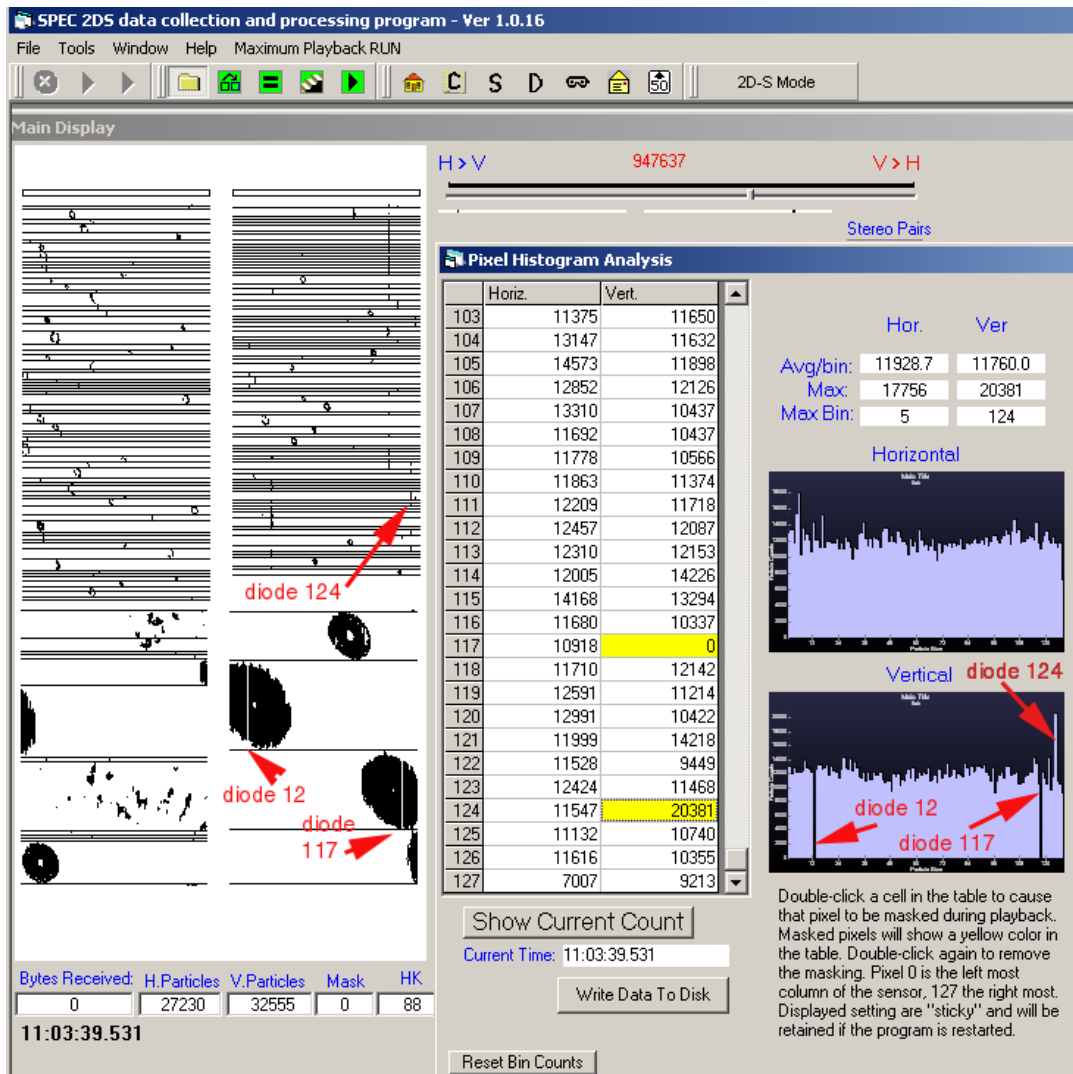 SPEC 2DS data collection and processing program - Ver 1.0.16
File Tools Window Help Maximum Playback RUN
C S D 50 2D-S Mode
Main Display
H > V 947637 V > H
Stereo Pairs
Pixel Histogram Analysis
Horiz. Vert.
103 11375 11650
104 13147 11632
105 14573 11898
106 12852 12126
107 13310 10437
108 11692 10437
109 11778 10566
110 11863 11374
111 12209 11718
112 12457 12087
113 12310 12153
114 12005 14226
115 14168 13294
116 11680 10337
117 10918 0
118 11710 12142
119 12591 11214
120 12991 10422
121 11999 14218
122 11528 9449
123 12424 11468
124 11547 20381
125 11132 10740
126 11616 10355
127 7007 9213
Hor. Ver
Avg/bin: 11928.7 11760.0
Max: 17756 20381
Max Bin: 5 124
Horizontal
Main Title
Vertical
Main Title
diode 124
diode 12
diode 117
diode 124
diode 12
diode
117
Show Current Count
Current Time: 11:03:39.531
Write Data To Disk
Reset Bin Counts
Double-click a cell in the table to cause
that pixel to be masked during playback.
Masked pixels will show a yellow color in
the table. Double-click again to remove
the masking. Pixel 0 is the left most
column of the sensor, 127 the right most.
Displayed setting are "sticky" and will be
retained if the program is restarted.
Bytes Received: H.Particles V.Particles Mask HK
0 27230 32555 0 88
11:03:39.531